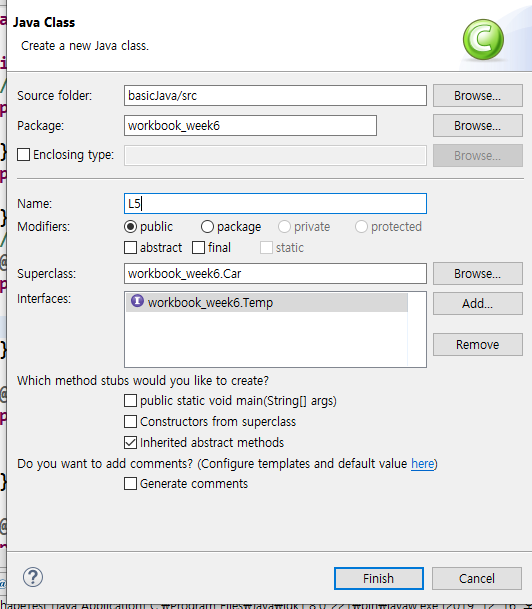 Java Class
Create a new Java class.
Source folder: basicJava/src Browse...
Package: workbook_week6 Browse...
Enclosing type: Browse...
Name: L5
Modifiers: public package private protected
abstract final static
Superclass: workbook_week6.Car Browse...
Interfaces: workbook_week6.Temp Add...
Remove
Which method stubs would you like to create?
public static void main(String[] args)
Constructors from superclass
Inherited abstract methods
Do you want to add comments? (Configure templates and default value here)
Generate comments
Finish Cancel